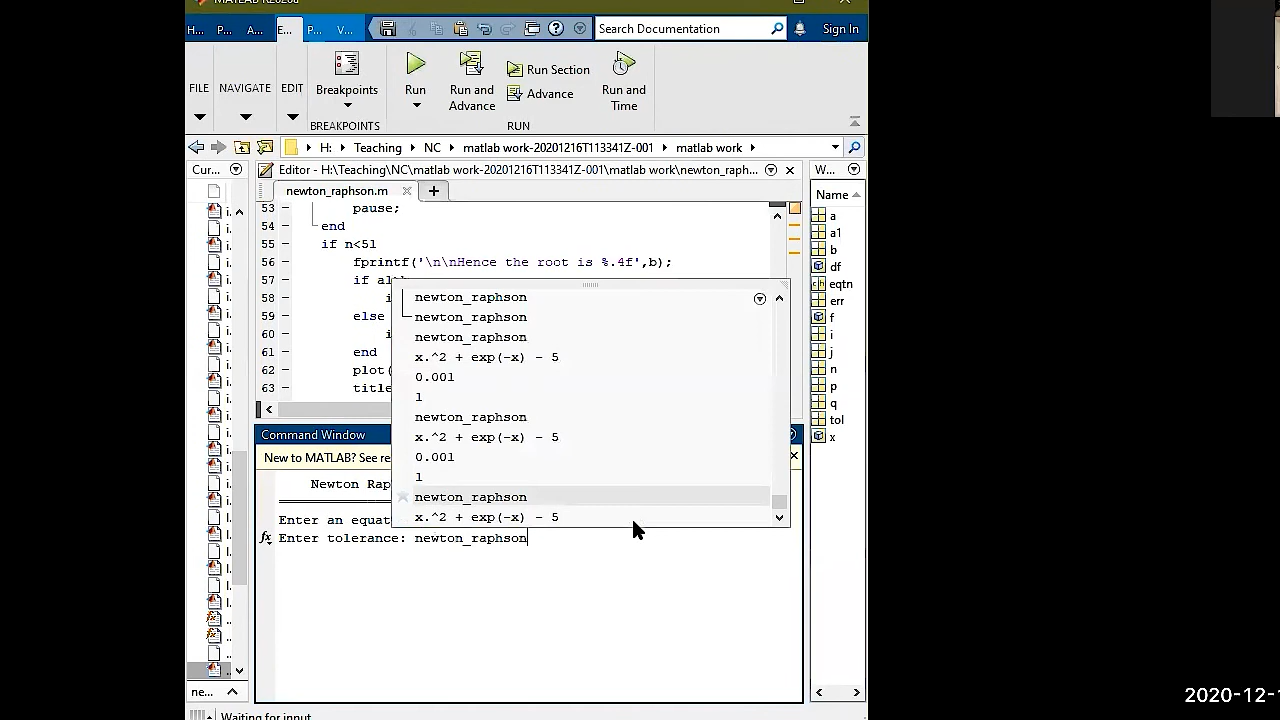 MATLAB R2020a
H... P... A... E... P... V...
Search Documentation
Sign In
FILE NAVIGATE EDIT
Breakpoints
Run
Run and Advance
Run Section
Advance
Run and Time
BREAKPOINTS
RUN
H: Teaching NC matlab work-20201216T113341Z-001 matlab work
Cur...
Editor - H:\Teaching\NC\matlab work-20201216T113341Z-001\matlab work\newton_raph...
W...
newton_raphson.m
Name
53 pause;
54 end
55 if n<51
56 fprintf('\n\nHence the root is %.4f',b);
57 if
58 i
59 else
60 i
61 end
62 plot(
63 title
newton_raphson
newton_raphson
newton_raphson
x.^2 + exp(-x) - 5
0.001
1
newton_raphson
x.^2 + exp(-x) - 5
0.001
1
newton_raphson
x.^2 + exp(-x) - 5
Command Window
New to MATLAB? See re
Newton Rap
Enter an equat
fx Enter tolerance: newton_raphson
a
a1
b
df
eqtn
err
f
i
j
n
p
q
tol
x
ne...
Waiting for input
2020-12-